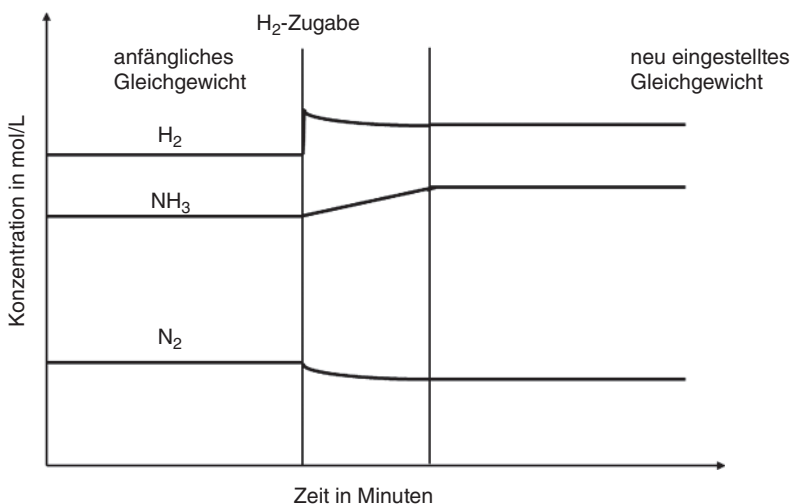 H₂-Zugabe
anfängliches
Gleichgewicht
neu eingestelltes
Gleichgewicht
Konzentration in mol/L
H₂
NH₃
N₂
Zeit in Minuten